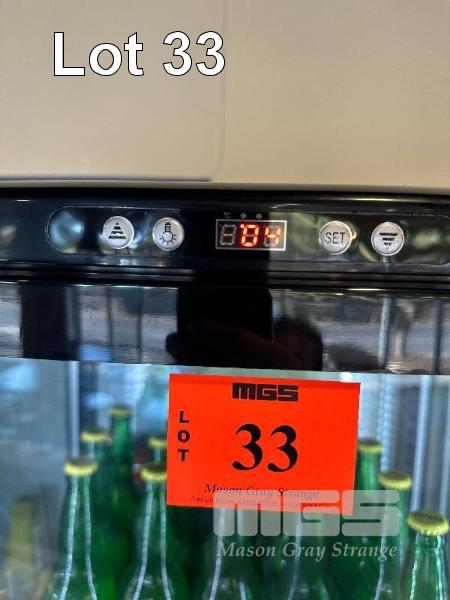 Lot 33
°C
04
SET
MGS
LOT
33
Mason Gray Strange
MGS
Mason Gray Strange